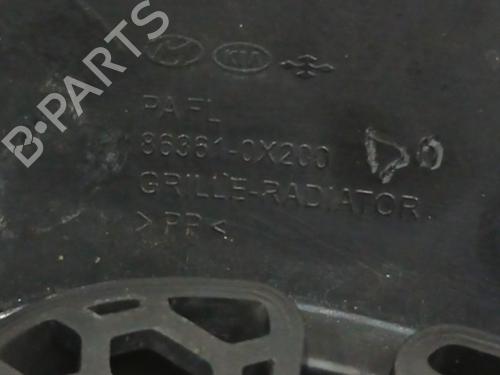 B-PARTS
KIA
PA FL
86361-0X200
GRILLE-RADIATOR
>PP<